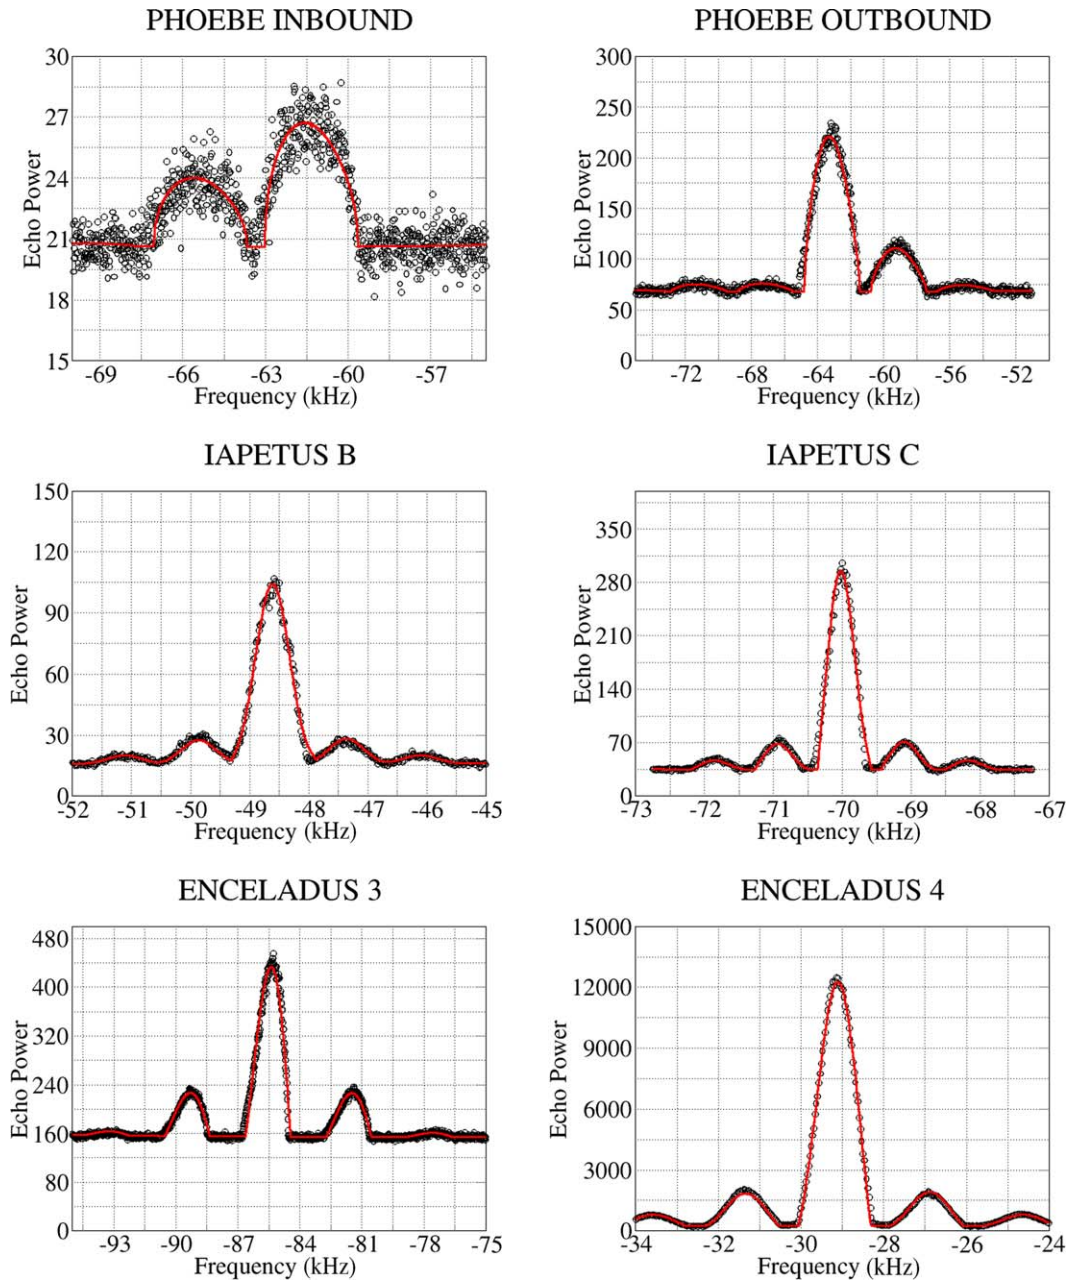 PHOEBE INBOUND
30
27
24
21
18
15
Echo Power
-69 -66 -63 -60 -57
Frequency (kHz)
PHOEBE OUTBOUND
300
250
200
150
100
50
0
Echo Power
-72 -68 -64 -60 -56 -52
Frequency (kHz)
IAPETUS B
150
120
90
60
30
0
Echo Power
-52 -51 -50 -49 -48 -47 -46 -45
Frequency (kHz)
IAPETUS C
350
280
210
140
70
0
Echo Power
-73 -72 -71 -70 -69 -68 -67
Frequency (kHz)
ENCELADUS 3
480
400
320
240
160
80
0
Echo Power
-93 -90 -87 -84 -81 -78 -75
Frequency (kHz)
ENCELADUS 4
15000
12000
9000
6000
3000
0
Echo Power
-34 -32 -30 -28 -26 -24
Frequency (kHz)